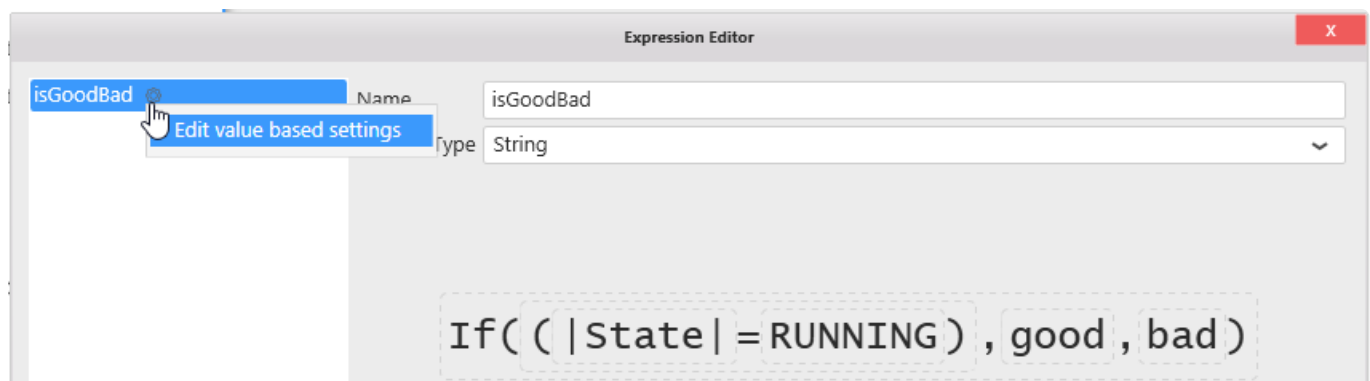 Expression Editor
X
isGoodBad
Name
isGoodBad
Edit value based settings
Type
String
If((|State|=RUNNING),good,bad)